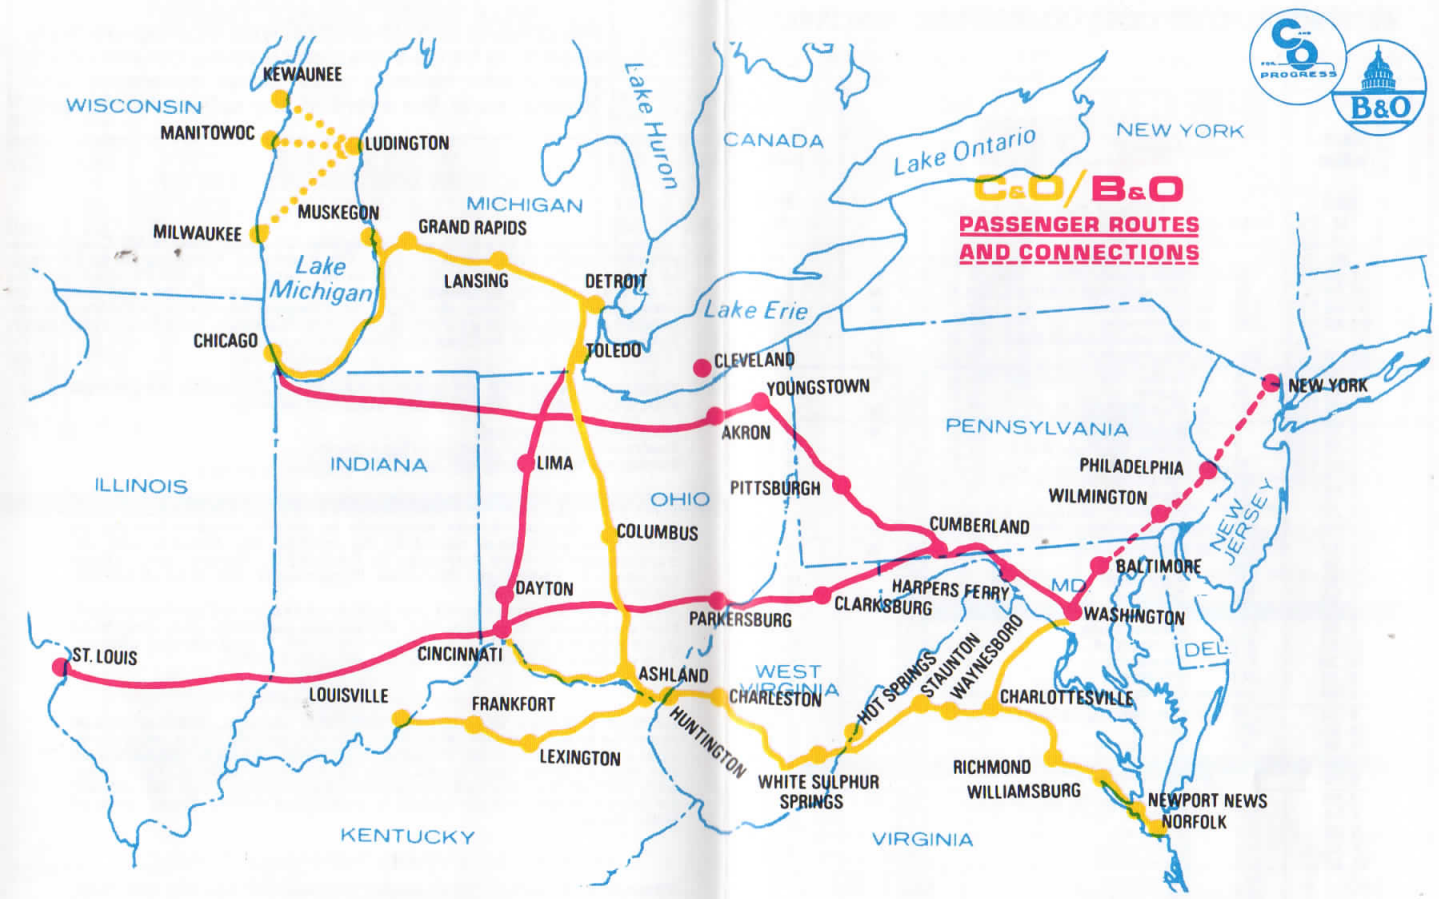 C AND O
FOR PROGRESS
B&O
C&O/B&O
PASSENGER ROUTES
AND CONNECTIONS
KEWAUNEE
WISCONSIN
MANITOWOC
LUDINGTON
MUSKEGON
MILWAUKEE
MICHIGAN
GRAND RAPIDS
Lake
Michigan
LANSING
DETROIT
Lake Huron
CANADA
Lake Ontario
NEW YORK
Lake Erie
CHICAGO
TOLEDO
CLEVELAND
YOUNGSTOWN
AKRON
NEW YORK
PENNSYLVANIA
PHILADELPHIA
WILMINGTON
NEW
JERSEY
ILLINOIS
INDIANA
LIMA
OHIO
PITTSBURGH
COLUMBUS
CUMBERLAND
HARPERS FERRY
MD.
BALTIMORE
WASHINGTON
DEL.
DAYTON
PARKERSBURG
CLARKSBURG
ST. LOUIS
CINCINNATI
ASHLAND
WEST
VIRGINIA
CHARLESTON
HOT SPRINGS
STAUNTON
WAYNESBORO
CHARLOTTESVILLE
LOUISVILLE
FRANKFORT
LEXINGTON
HUNTINGTON
WHITE SULPHUR
SPRINGS
RICHMOND
WILLIAMSBURG
NEWPORT NEWS
NORFOLK
KENTUCKY
VIRGINIA